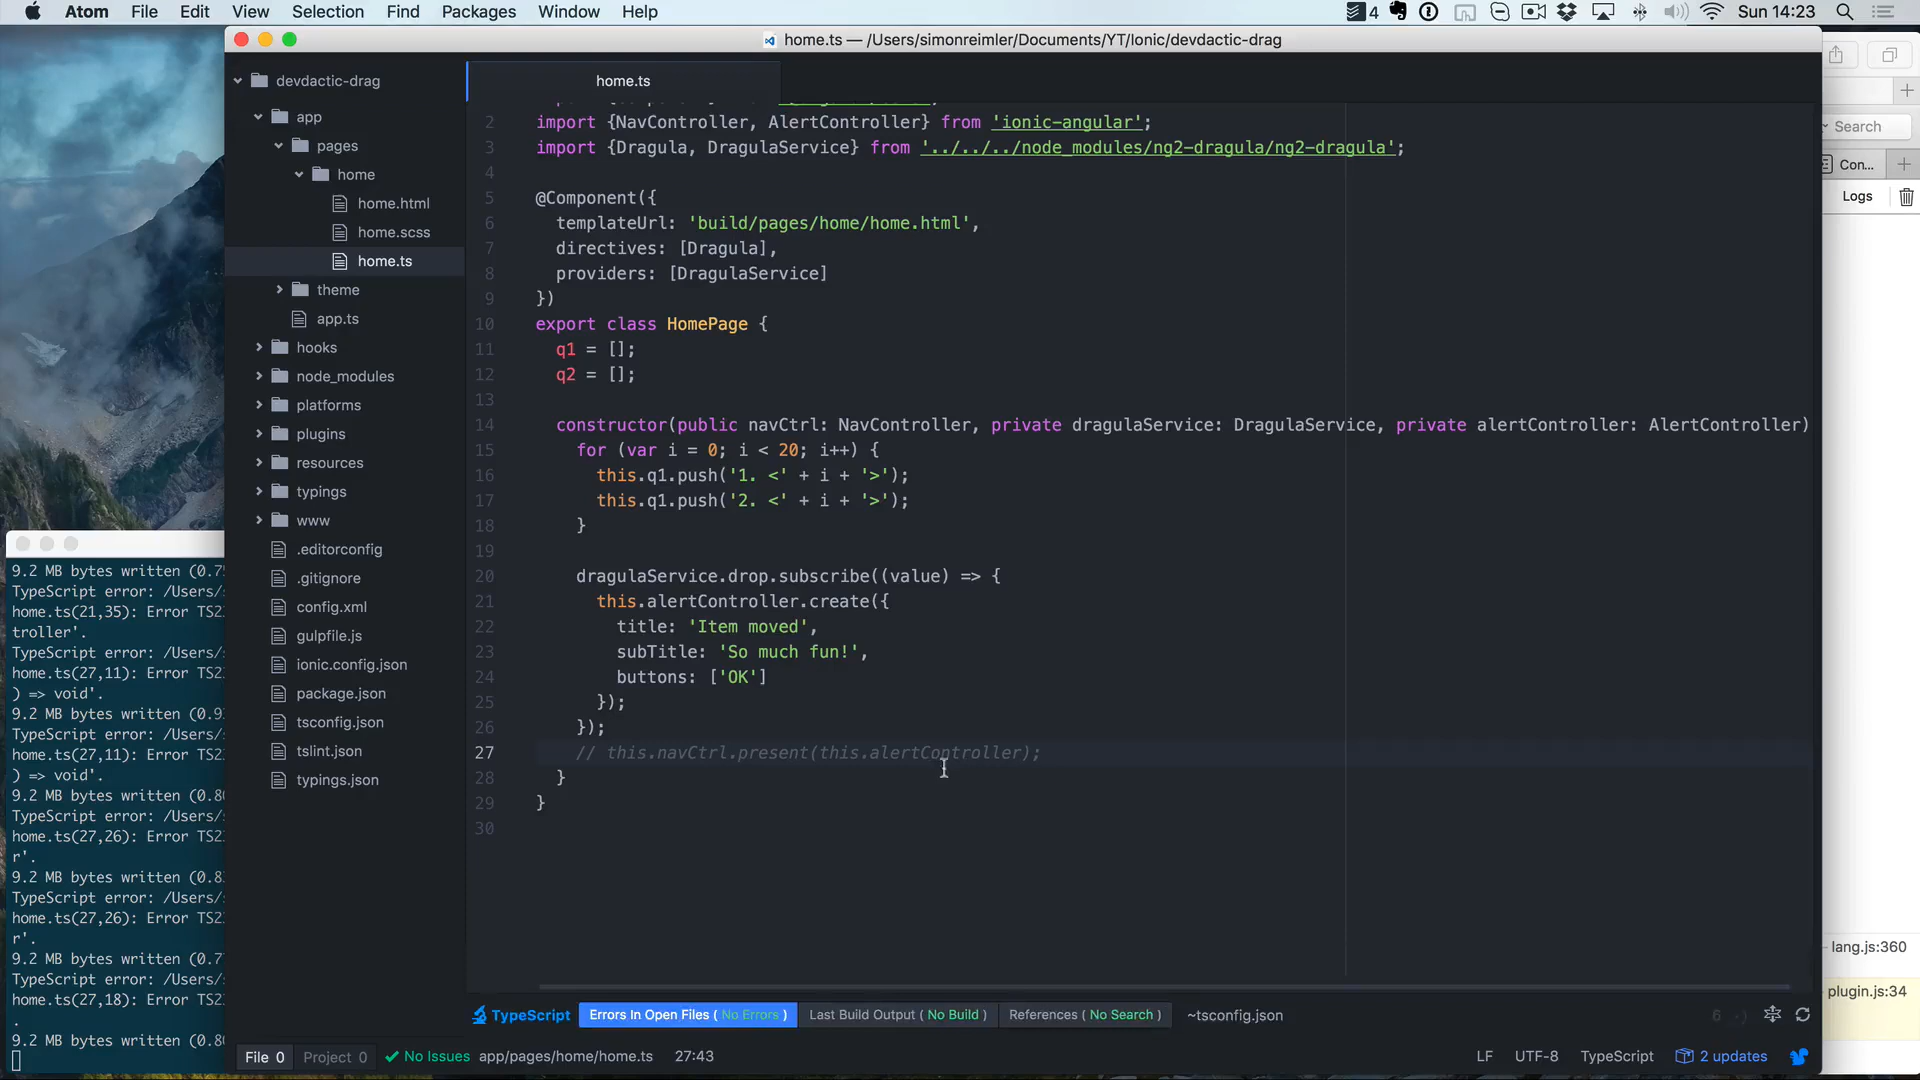 Atom File Edit View Selection Find Packages Window Help
4 Sun 14:23
home.ts — /Users/simonreimler/Documents/YT/Ionic/devdactic-drag
devdactic-drag
app
pages
home
home.html
home.scss
home.ts
theme
app.ts
hooks
node_modules
platforms
plugins
resources
typings
www
.editorconfig
.gitignore
config.xml
gulpfile.js
ionic.config.json
package.json
tsconfig.json
tslint.json
typings.json
home.ts
2 import {NavController, AlertController} from 'ionic-angular';
3 import {Dragula, DragulaService} from '../../../node_modules/ng2-dragula/ng2-dragula';
4
5 @Component({
6 templateUrl: 'build/pages/home/home.html',
7 directives: [Dragula],
8 providers: [DragulaService]
9 })
10 export class HomePage {
11 q1 = [];
12 q2 = [];
13
14 constructor(public navCtrl: NavController, private dragulaService: DragulaService, private alertController: AlertController)
15 for (var i = 0; i < 20; i++) {
16 this.q1.push('1. <' + i + '>');
17 this.q1.push('2. <' + i + '>');
18 }
19
20 dragulaService.drop.subscribe((value) => {
21 this.alertController.create({
22 title: 'Item moved',
23 subTitle: 'So much fun!',
24 buttons: ['OK']
25 });
26 });
27 // this.navCtrl.present(this.alertController);
28 }
29 }
30
9.2 MB bytes written (0.75
TypeScript error: /Users/s
home.ts(21,35): Error TS2
troller'.
TypeScript error: /Users/s
home.ts(27,11): Error TS2
) => void'.
9.2 MB bytes written (0.9
TypeScript error: /Users/s
home.ts(27,11): Error TS2
) => void'.
9.2 MB bytes written (0.80
TypeScript error: /Users/s
home.ts(27,26): Error TS2
r'.
9.2 MB bytes written (0.8
TypeScript error: /Users/s
home.ts(27,26): Error TS2
r'.
9.2 MB bytes written (0.7
TypeScript error: /Users/s
home.ts(27,18): Error TS2
.
9.2 MB bytes written (0.80
Search
Con...
Logs
lang.js:360
plugin.js:34
TypeScript Errors In Open Files ( No Errors ) Last Build Output ( No Build ) References ( No Search ) ~tsconfig.json
File 0 Project 0 No Issues app/pages/home/home.ts 27:43 LF UTF-8 TypeScript 2 updates